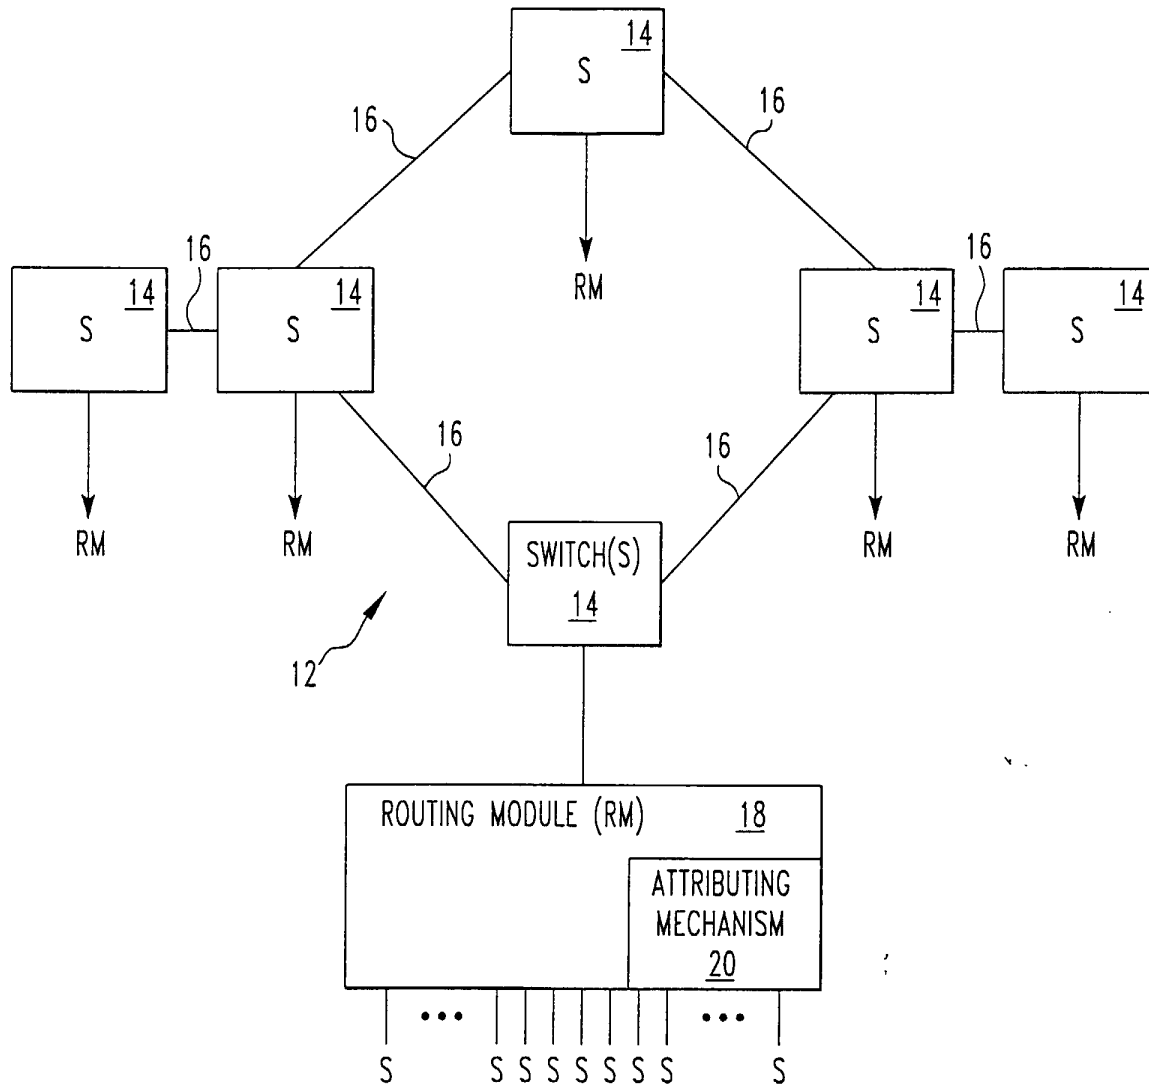 14
S
16
16
RM
16
16
14
S
14
S
14
S
14
S
16
16
RM
RM
RM
RM
SWITCH(S)
14
12
ROUTING MODULE (RM)
18
ATTRIBUTING
MECHANISM
20
••• •••
S S S S S S S S S